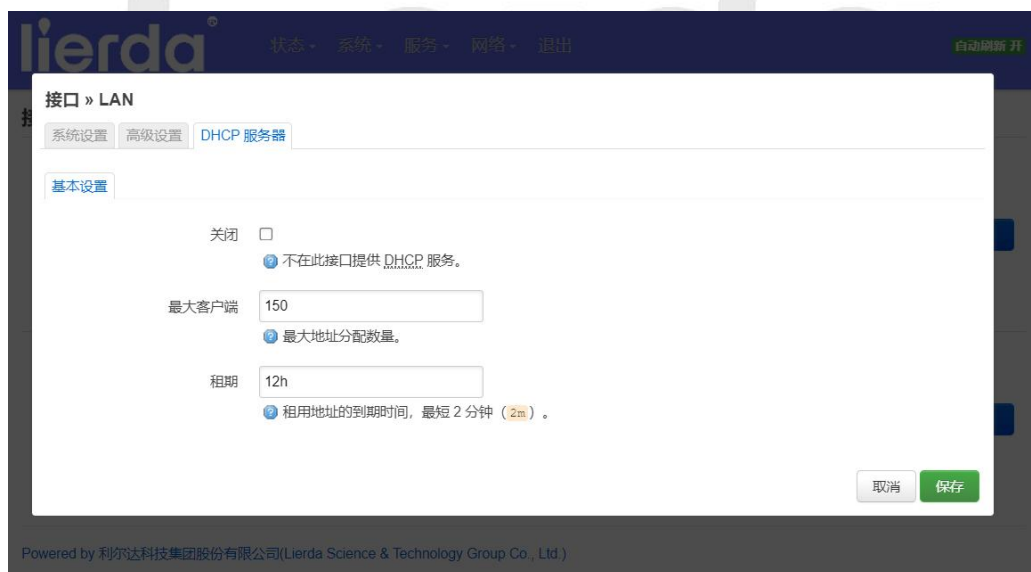 lierda®
状态 系统 服务 网络 退出
自动刷新 开
接口 » LAN
系统设置 高级设置 DHCP 服务器
基本设置
关闭
不在此接口提供 DHCP 服务。
最大客户端 150
最大地址分配数量。
租期 12h
租用地址的到期时间，最短 2 分钟（2m）。
取消 保存
Powered by 利尔达科技集团股份有限公司(Lierda Science & Technology Group Co., Ltd.)